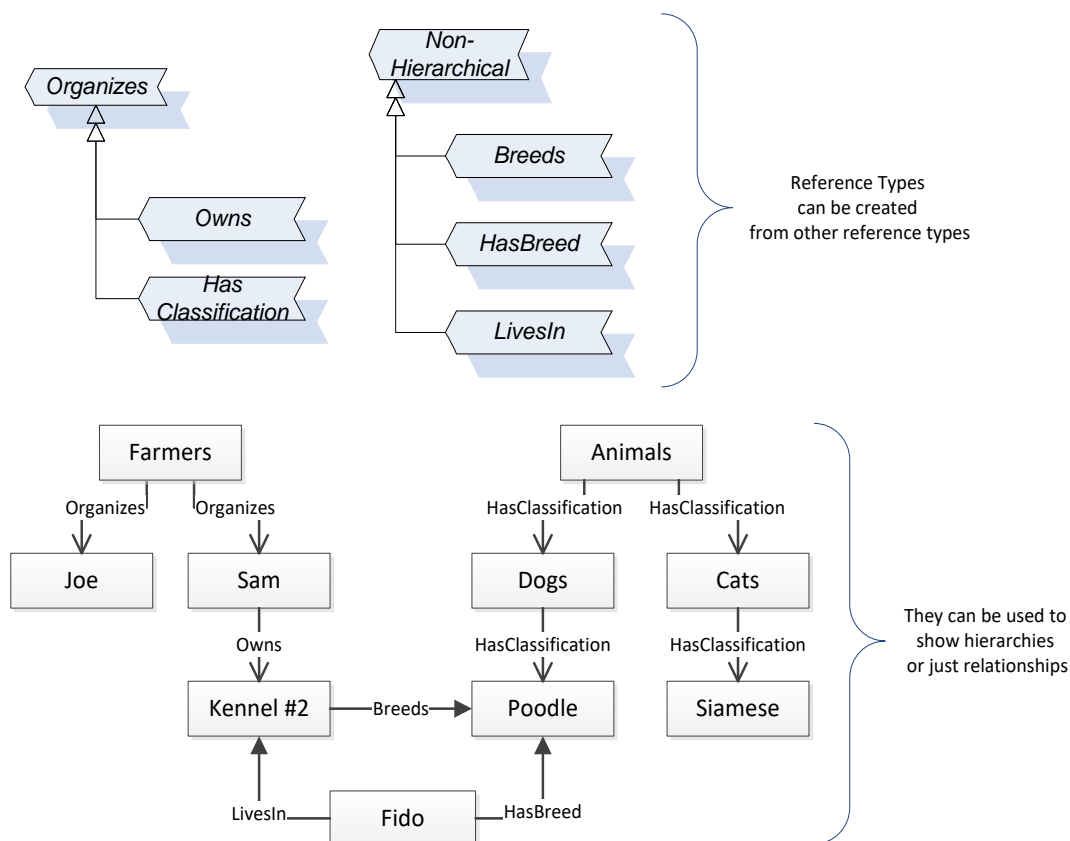 Organizes
Owns
Has
Classification
Non-
Hierarchical
Breeds
HasBreed
LivesIn
Reference Types
can be created
from other reference types
Farmers
Animals
Organizes
Organizes
HasClassification
HasClassification
Joe
Sam
Dogs
Cats
Owns
HasClassification
HasClassification
They can be used to
show hierarchies
or just relationships
Kennel #2
Breeds
Poodle
Siamese
LivesIn
Fido
HasBreed